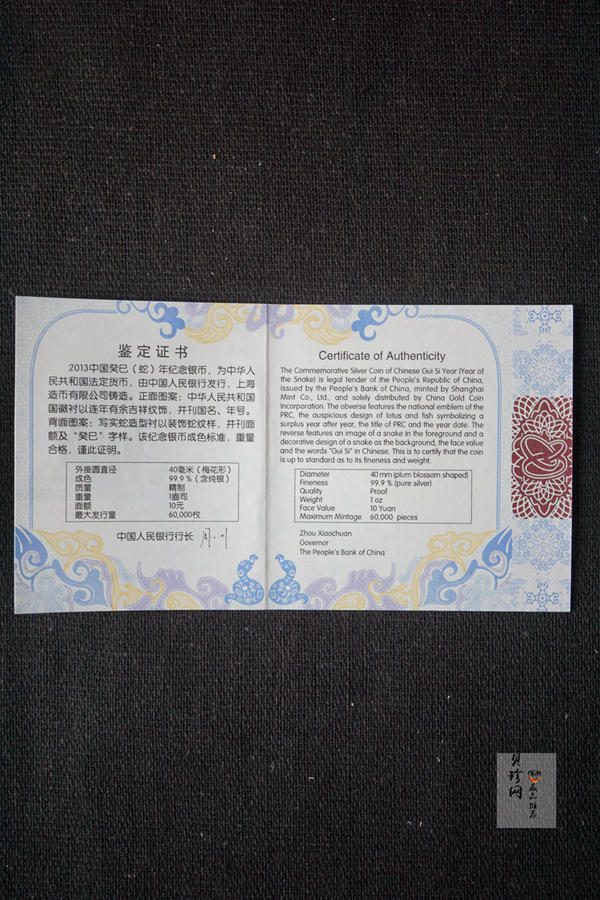 鉴定证书
2013中国癸巳（蛇）年纪念银币，为中华人
民共和国法定货币，由中国人民银行发行，上海
造币有限公司铸造。正面图案：中华人民共和国
国徽衬以连年有余吉祥纹饰，并刊国名、年号。
背面图案：写实蛇造型衬以装饰蛇纹样，并刊面
额及“癸巳”字样。该纪念银币成色标准、重量
合格，谨此证明。
外接圆直径 40毫米（梅花形）
成色 99.9％（含纯银）
质量 精制
重量 1盎司
面额 10元
最大发行量 60,000枚
中国人民银行行长
Certificate of Authenticity
The Commemorative Silver Coin of Chinese Gui Si Year (Year of
the Snake) is legal tender of the People's Republic of China,
issued by the People's Bank of China, minted by Shanghai
Mint Co., Ltd., and solely distributed by China Gold Coin
Incorporation. The obverse features the national emblem of the
PRC, the auspicious design of lotus and fish symbolizing a
surplus year after year, the title of PRC and the year date. The
reverse features an image of a snake in the foreground and a
decorative design of a snake as the background, the face value
and the words "Gui Si" in Chinese. This is to certify that the coin
is up to standard as to its fineness and weight.
Diameter 40 mm (plum blossom shaped)
Fineness 99.9 % (pure silver)
Quality Proof
Weight 1 oz
Face Value 10 Yuan
Maximum Mintage 60,000 pieces
Zhou Xiaochuan
Governor
The People's Bank of China
贝珍网